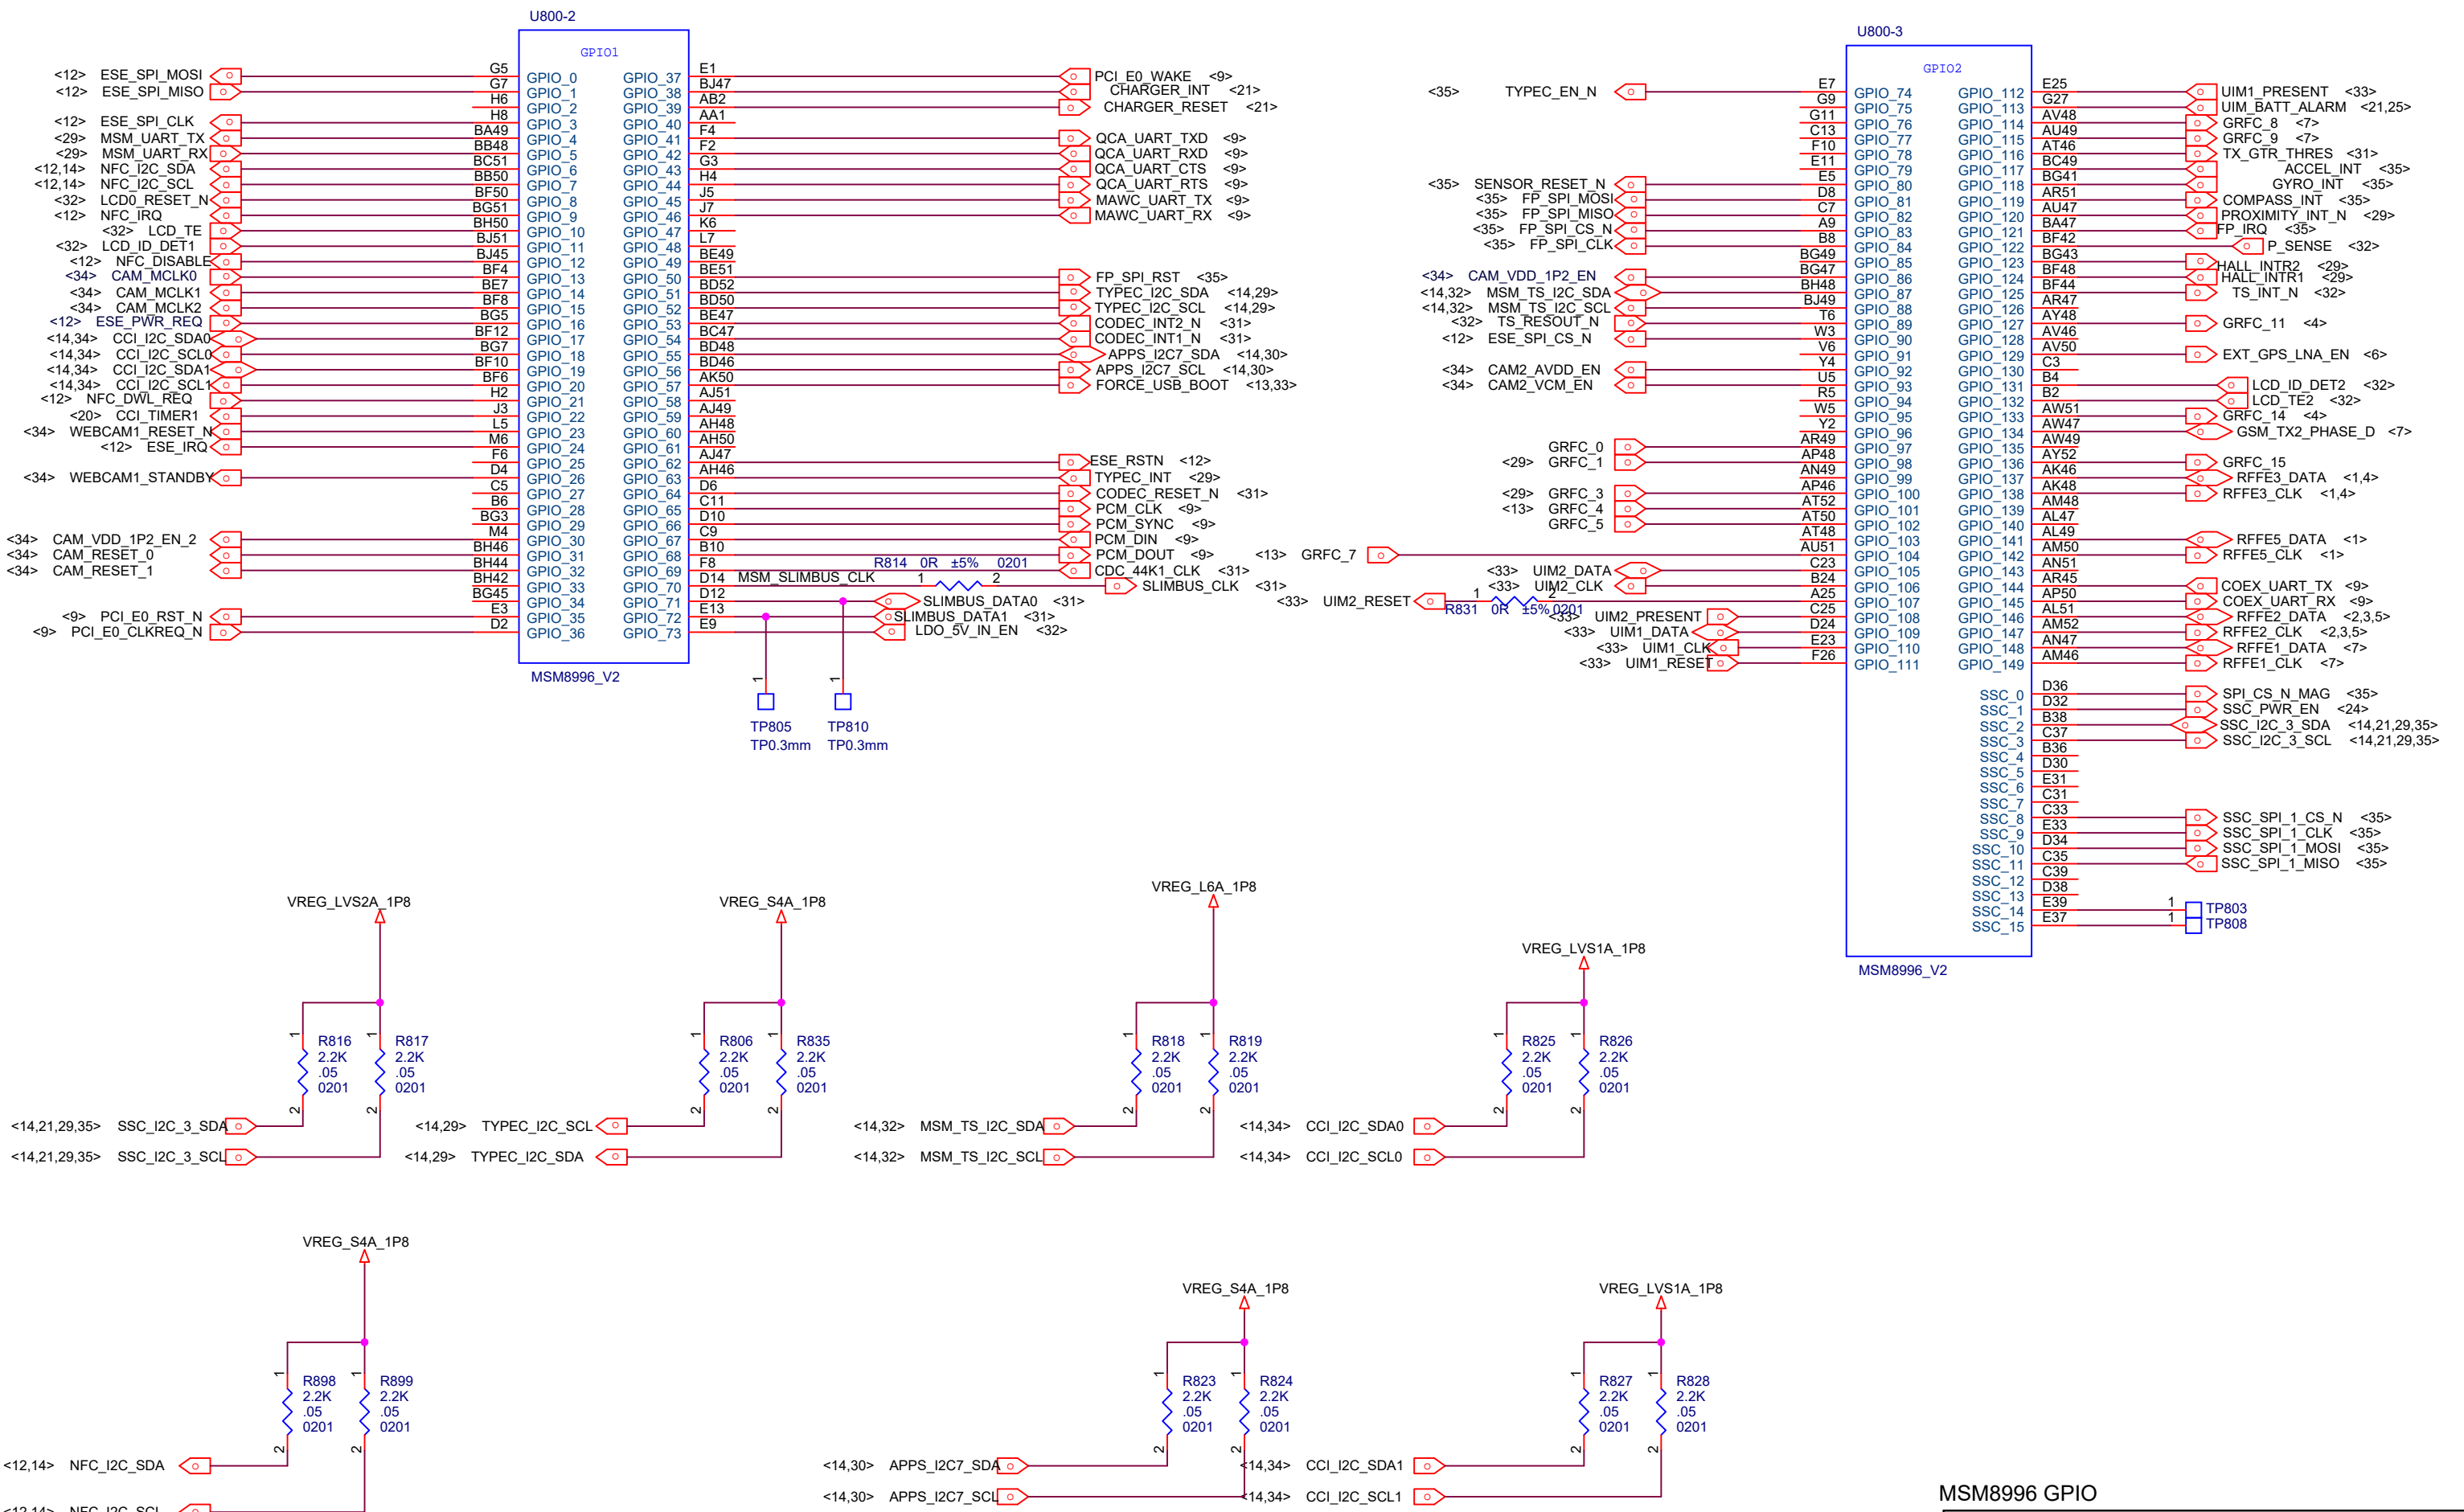 U800-2
GPIO1
<12> ESE_SPI_MOSI G5 GPIO_0 GPIO_37 E1 PCI_E0_WAKE <9>
<12> ESE_SPI_MISO G7 GPIO_1 GPIO_38 BJ47 CHARGER_INT <21>
H6 GPIO_2 GPIO_39 AB2 CHARGER_RESET <21>
<12> ESE_SPI_CLK H8 GPIO_3 GPIO_40 AA1
<29> MSM_UART_TX BA49 GPIO_4 GPIO_41 F4 QCA_UART_TXD <9>
<29> MSM_UART_RX BB48 GPIO_5 GPIO_42 F2 QCA_UART_RXD <9>
<12,14> NFC_I2C_SDA BC51 GPIO_6 GPIO_43 G3 QCA_UART_CTS <9>
<12,14> NFC_I2C_SCL BB50 GPIO_7 GPIO_44 H4 QCA_UART_RTS <9>
<32> LCD0_RESET_N BF50 GPIO_8 GPIO_45 J5 MAWC_UART_TX <9>
<12> NFC_IRQ BG51 GPIO_9 GPIO_46 J7 MAWC_UART_RX <9>
<32> LCD_TE BH50 GPIO_10 GPIO_47 K6
<32> LCD_ID_DET1 BJ51 GPIO_11 GPIO_48 L7
<12> NFC_DISABLE BJ45 GPIO_12 GPIO_49 BE49
<34> CAM_MCLK0 BF4 GPIO_13 GPIO_50 BE51 FP_SPI_RST <35>
<34> CAM_MCLK1 BE7 GPIO_14 GPIO_51 BD52 TYPEC_I2C_SDA <14,29>
<34> CAM_MCLK2 BF8 GPIO_15 GPIO_52 BD50 TYPEC_I2C_SCL <14,29>
<12> ESE_PWR_REQ BG5 GPIO_16 GPIO_53 BE47 CODEC_INT2_N <31>
<14,34> CCI_I2C_SDA0 BF12 GPIO_17 GPIO_54 BC47 CODEC_INT1_N <31>
<14,34> CCI_I2C_SCL0 BG7 GPIO_18 GPIO_55 BD48 APPS_I2C7_SDA <14,30>
<14,34> CCI_I2C_SDA1 BF10 GPIO_19 GPIO_56 BD46 APPS_I2C7_SCL <14,30>
<14,34> CCI_I2C_SCL1 BF6 GPIO_20 GPIO_57 AK50 FORCE_USB_BOOT <13,33>
<12> NFC_DWL_REQ H2 GPIO_21 GPIO_58 AJ51
<20> CCI_TIMER1 J3 GPIO_22 GPIO_59 AJ49
<34> WEBCAM1_RESET_N L5 GPIO_23 GPIO_60 AH48
<12> ESE_IRQ M6 GPIO_24 GPIO_61 AH50
F6 GPIO_25 GPIO_62 AJ47 ESE_RSTN <12>
<34> WEBCAM1_STANDBY D4 GPIO_26 GPIO_63 AH46 TYPEC_INT <29>
C5 GPIO_27 GPIO_64 D6 CODEC_RESET_N <31>
B6 GPIO_28 GPIO_65 C11 PCM_CLK <9>
BG3 GPIO_29 GPIO_66 D10 PCM_SYNC <9>
<34> CAM_VDD_1P2_EN_2 M4 GPIO_30 GPIO_67 C9 PCM_DIN <9>
<34> CAM_RESET_0 BH46 GPIO_31 GPIO_68 B10 PCM_DOUT <9>
<34> CAM_RESET_1 BH44 GPIO_32 GPIO_69 F8 R814 0R ±5% 0201 CDC_44K1_CLK <31>
BH42 GPIO_33 GPIO_70 D14 MSM_SLIMBUS_CLK 1 2 SLIMBUS_CLK <31>
BG45 GPIO_34 GPIO_71 D12 SLIMBUS_DATA0 <31>
<9> PCI_E0_RST_N E3 GPIO_35 GPIO_72 E13 SLIMBUS_DATA1 <31>
<9> PCI_E0_CLKREQ_N D2 GPIO_36 GPIO_73 E9 LDO_5V_IN_EN <32>
MSM8996_V2
1 1
TP805 TP810
TP0.3mm TP0.3mm
U800-3
GPIO2
<35> TYPEC_EN_N E7 GPIO_74 GPIO_112 E25 UIM1_PRESENT <33>
G9 GPIO_75 GPIO_113 G27 UIM_BATT_ALARM <21,25>
G11 GPIO_76 GPIO_114 AV48 GRFC_8 <7>
C13 GPIO_77 GPIO_115 AU49 GRFC_9 <7>
F10 GPIO_78 GPIO_116 AT46 TX_GTR_THRES <31>
E11 GPIO_79 GPIO_117 BC49 ACCEL_INT <35>
<35> SENSOR_RESET_N E5 GPIO_80 GPIO_118 BG41 GYRO_INT <35>
<35> FP_SPI_MOSI D8 GPIO_81 GPIO_119 AR51 COMPASS_INT <35>
<35> FP_SPI_MISO C7 GPIO_82 GPIO_120 AU47 PROXIMITY_INT_N <29>
<35> FP_SPI_CS_N A9 GPIO_83 GPIO_121 BA47 FP_IRQ <35>
<35> FP_SPI_CLK B8 GPIO_84 GPIO_122 BF42 P_SENSE <32>
BG49 GPIO_85 GPIO_123 BG43 HALL_INTR2 <29>
<34> CAM_VDD_1P2_EN BG47 GPIO_86 GPIO_124 BF48 HALL_INTR1 <29>
<14,32> MSM_TS_I2C_SDA BH48 GPIO_87 GPIO_125 BF44 TS_INT_N <32>
<14,32> MSM_TS_I2C_SCL BJ49 GPIO_88 GPIO_126 AR47
<32> TS_RESOUT_N T6 GPIO_89 GPIO_127 AY48 GRFC_11 <4>
<12> ESE_SPI_CS_N W3 GPIO_90 GPIO_128 AV46
V6 GPIO_91 GPIO_129 AV50 EXT_GPS_LNA_EN <6>
<34> CAM2_AVDD_EN Y4 GPIO_92 GPIO_130 C3
<34> CAM2_VCM_EN U5 GPIO_93 GPIO_131 B4 LCD_ID_DET2 <32>
R5 GPIO_94 GPIO_132 B2 LCD_TE2 <32>
W5 GPIO_95 GPIO_133 AW51 GRFC_14 <4>
Y2 GPIO_96 GPIO_134 AW47 GSM_TX2_PHASE_D <7>
GRFC_0 AR49 GPIO_97 GPIO_135 AW49
<29> GRFC_1 AP48 GPIO_98 GPIO_136 AY52 GRFC_15
AN49 GPIO_99 GPIO_137 AK46 RFFE3_DATA <1,4>
<29> GRFC_3 AP46 GPIO_100 GPIO_138 AK48 RFFE3_CLK <1,4>
<13> GRFC_4 AT52 GPIO_101 GPIO_139 AM48
GRFC_5 AT50 GPIO_102 GPIO_140 AL47
AT48 GPIO_103 GPIO_141 AL49 RFFE5_DATA <1>
<13> GRFC_7 AU51 GPIO_104 GPIO_142 AM50 RFFE5_CLK <1>
<33> UIM2_DATA C23 GPIO_105 GPIO_143 AN51
<33> UIM2_CLK B24 GPIO_106 GPIO_144 AR45 COEX_UART_TX <9>
<33> UIM2_RESET 1 R831 0R ±5% 0201 2 A25 GPIO_107 GPIO_145 AP50 COEX_UART_RX <9>
<33> UIM2_PRESENT C25 GPIO_108 GPIO_146 AL51 RFFE2_DATA <2,3,5>
<33> UIM1_DATA D24 GPIO_109 GPIO_147 AM52 RFFE2_CLK <2,3,5>
<33> UIM1_CLK E23 GPIO_110 GPIO_148 AN47 RFFE1_DATA <7>
<33> UIM1_RESET F26 GPIO_111 GPIO_149 AM46 RFFE1_CLK <7>
SSC_0 D36 SPI_CS_N_MAG <35>
SSC_1 D32 SSC_PWR_EN <24>
SSC_2 B38 SSC_I2C_3_SDA <14,21,29,35>
SSC_3 C37 SSC_I2C_3_SCL <14,21,29,35>
SSC_4 B36
SSC_5 D30
SSC_6 E31
SSC_7 C31
SSC_8 C33 SSC_SPI_1_CS_N <35>
SSC_9 E33 SSC_SPI_1_CLK <35>
SSC_10 D34 SSC_SPI_1_MOSI <35>
SSC_11 C35 SSC_SPI_1_MISO <35>
SSC_12 C39
SSC_13 D38
SSC_14 E39 1 TP803
SSC_15 E37 1 TP808
MSM8996_V2
VREG_LVS2A_1P8
1 1
R816 R817
2.2K 2.2K
.05 .05
0201 0201
2 2
<14,21,29,35> SSC_I2C_3_SDA
<14,21,29,35> SSC_I2C_3_SCL
VREG_S4A_1P8
1 1
R806 R835
2.2K 2.2K
.05 .05
0201 0201
2 2
<14,29> TYPEC_I2C_SCL
<14,29> TYPEC_I2C_SDA
VREG_L6A_1P8
1 1
R818 R819
2.2K 2.2K
.05 .05
0201 0201
2 2
<14,32> MSM_TS_I2C_SDA
<14,32> MSM_TS_I2C_SCL
VREG_LVS1A_1P8
1 1
R825 R826
2.2K 2.2K
.05 .05
0201 0201
2 2
<14,34> CCI_I2C_SDA0
<14,34> CCI_I2C_SCL0
VREG_S4A_1P8
1 1
R898 R899
2.2K 2.2K
.05 .05
0201 0201
2 2
<12,14> NFC_I2C_SDA
<12,14> NFC_I2C_SCL
VREG_S4A_1P8
1 1
R823 R824
2.2K 2.2K
.05 .05
0201 0201
2 2
<14,30> APPS_I2C7_SDA
<14,30> APPS_I2C7_SCL
VREG_LVS1A_1P8
1 1
R827 R828
2.2K 2.2K
.05 .05
0201 0201
2 2
<14,34> CCI_I2C_SDA1
<14,34> CCI_I2C_SCL1
MSM8996 GPIO